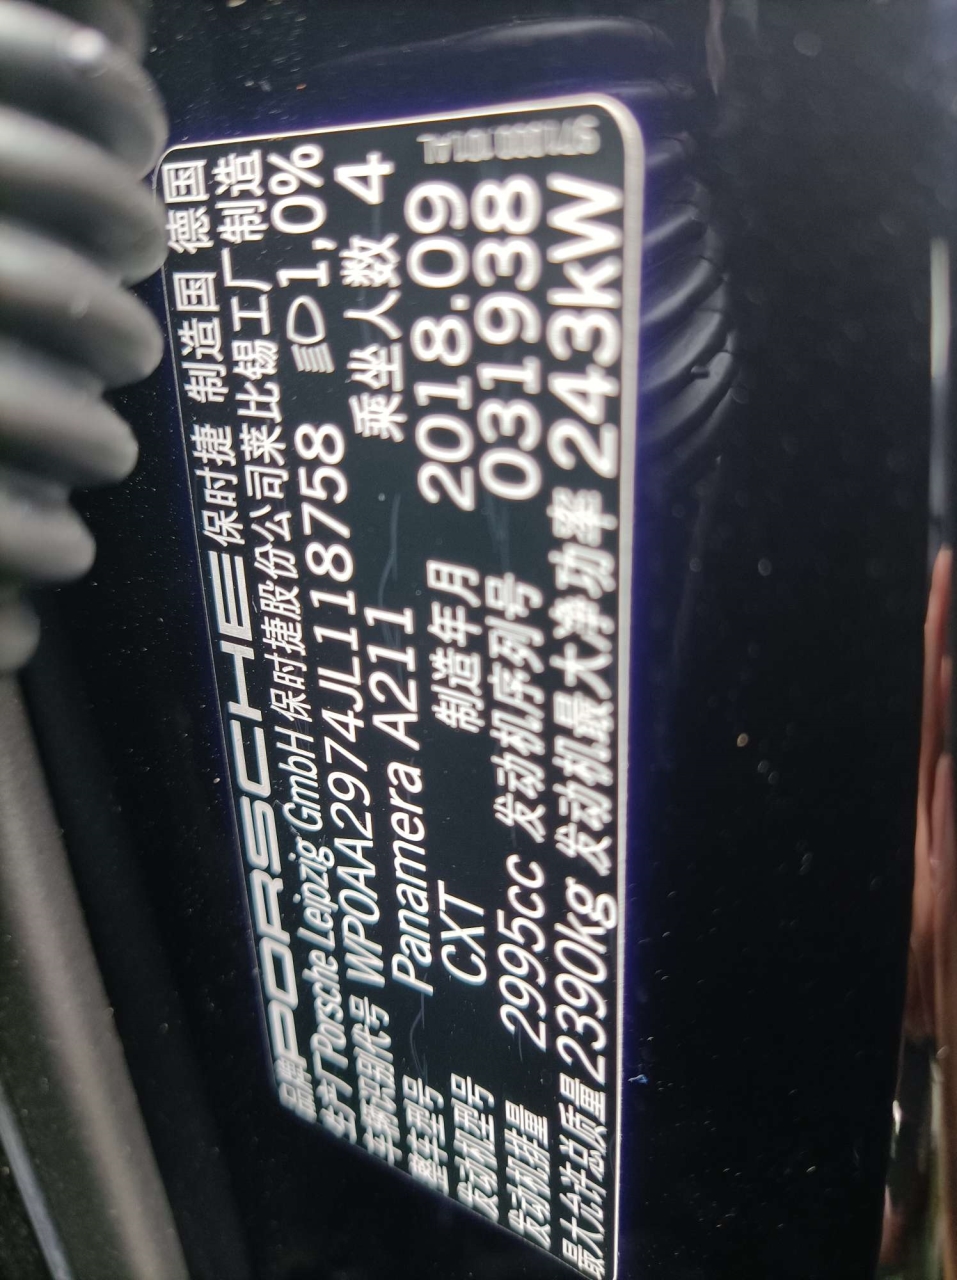 品牌 PORSCHE 保时捷 制造国 德国
生产厂 Porsche Leipzig GmbH 保时捷股份公司莱比锡工厂制造
车辆识别代号 WP0AA2974JL118758 1,0%
整车型号 Panamera A211 乘坐人数 4
发动机型号 CXT 制造年月 2018.09
发动机排量 2995cc 发动机序列号 031938
最大允许总质量 2390kg 发动机最大净功率 243kW